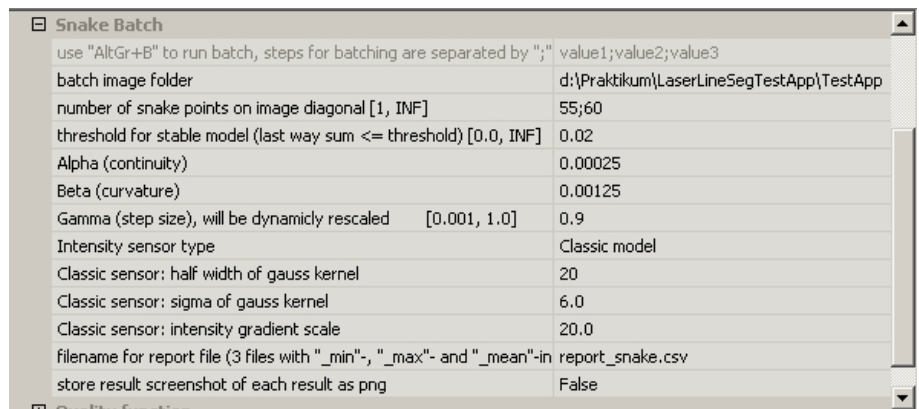 Snake Batch
use "AltGr+B" to run batch, steps for batching are separated by ";" value1;value2;value3
batch image folder d:\Praktikum\LaserLineSegTestApp\TestApp
number of snake points on image diagonal [1, INF] 55;60
threshold for stable model (last way sum <= threshold) [0.0, INF] 0.02
Alpha (continuity) 0.00025
Beta (curvature) 0.00125
Gamma (step size), will be dynamicly rescaled [0.001, 1.0] 0.9
Intensity sensor type Classic model
Classic sensor: half width of gauss kernel 20
Classic sensor: sigma of gauss kernel 6.0
Classic sensor: intensity gradient scale 20.0
filename for report file (3 files with "_min"-, "_max"- and "_mean"-in report_snake.csv
store result screenshot of each result as png False
Quality function